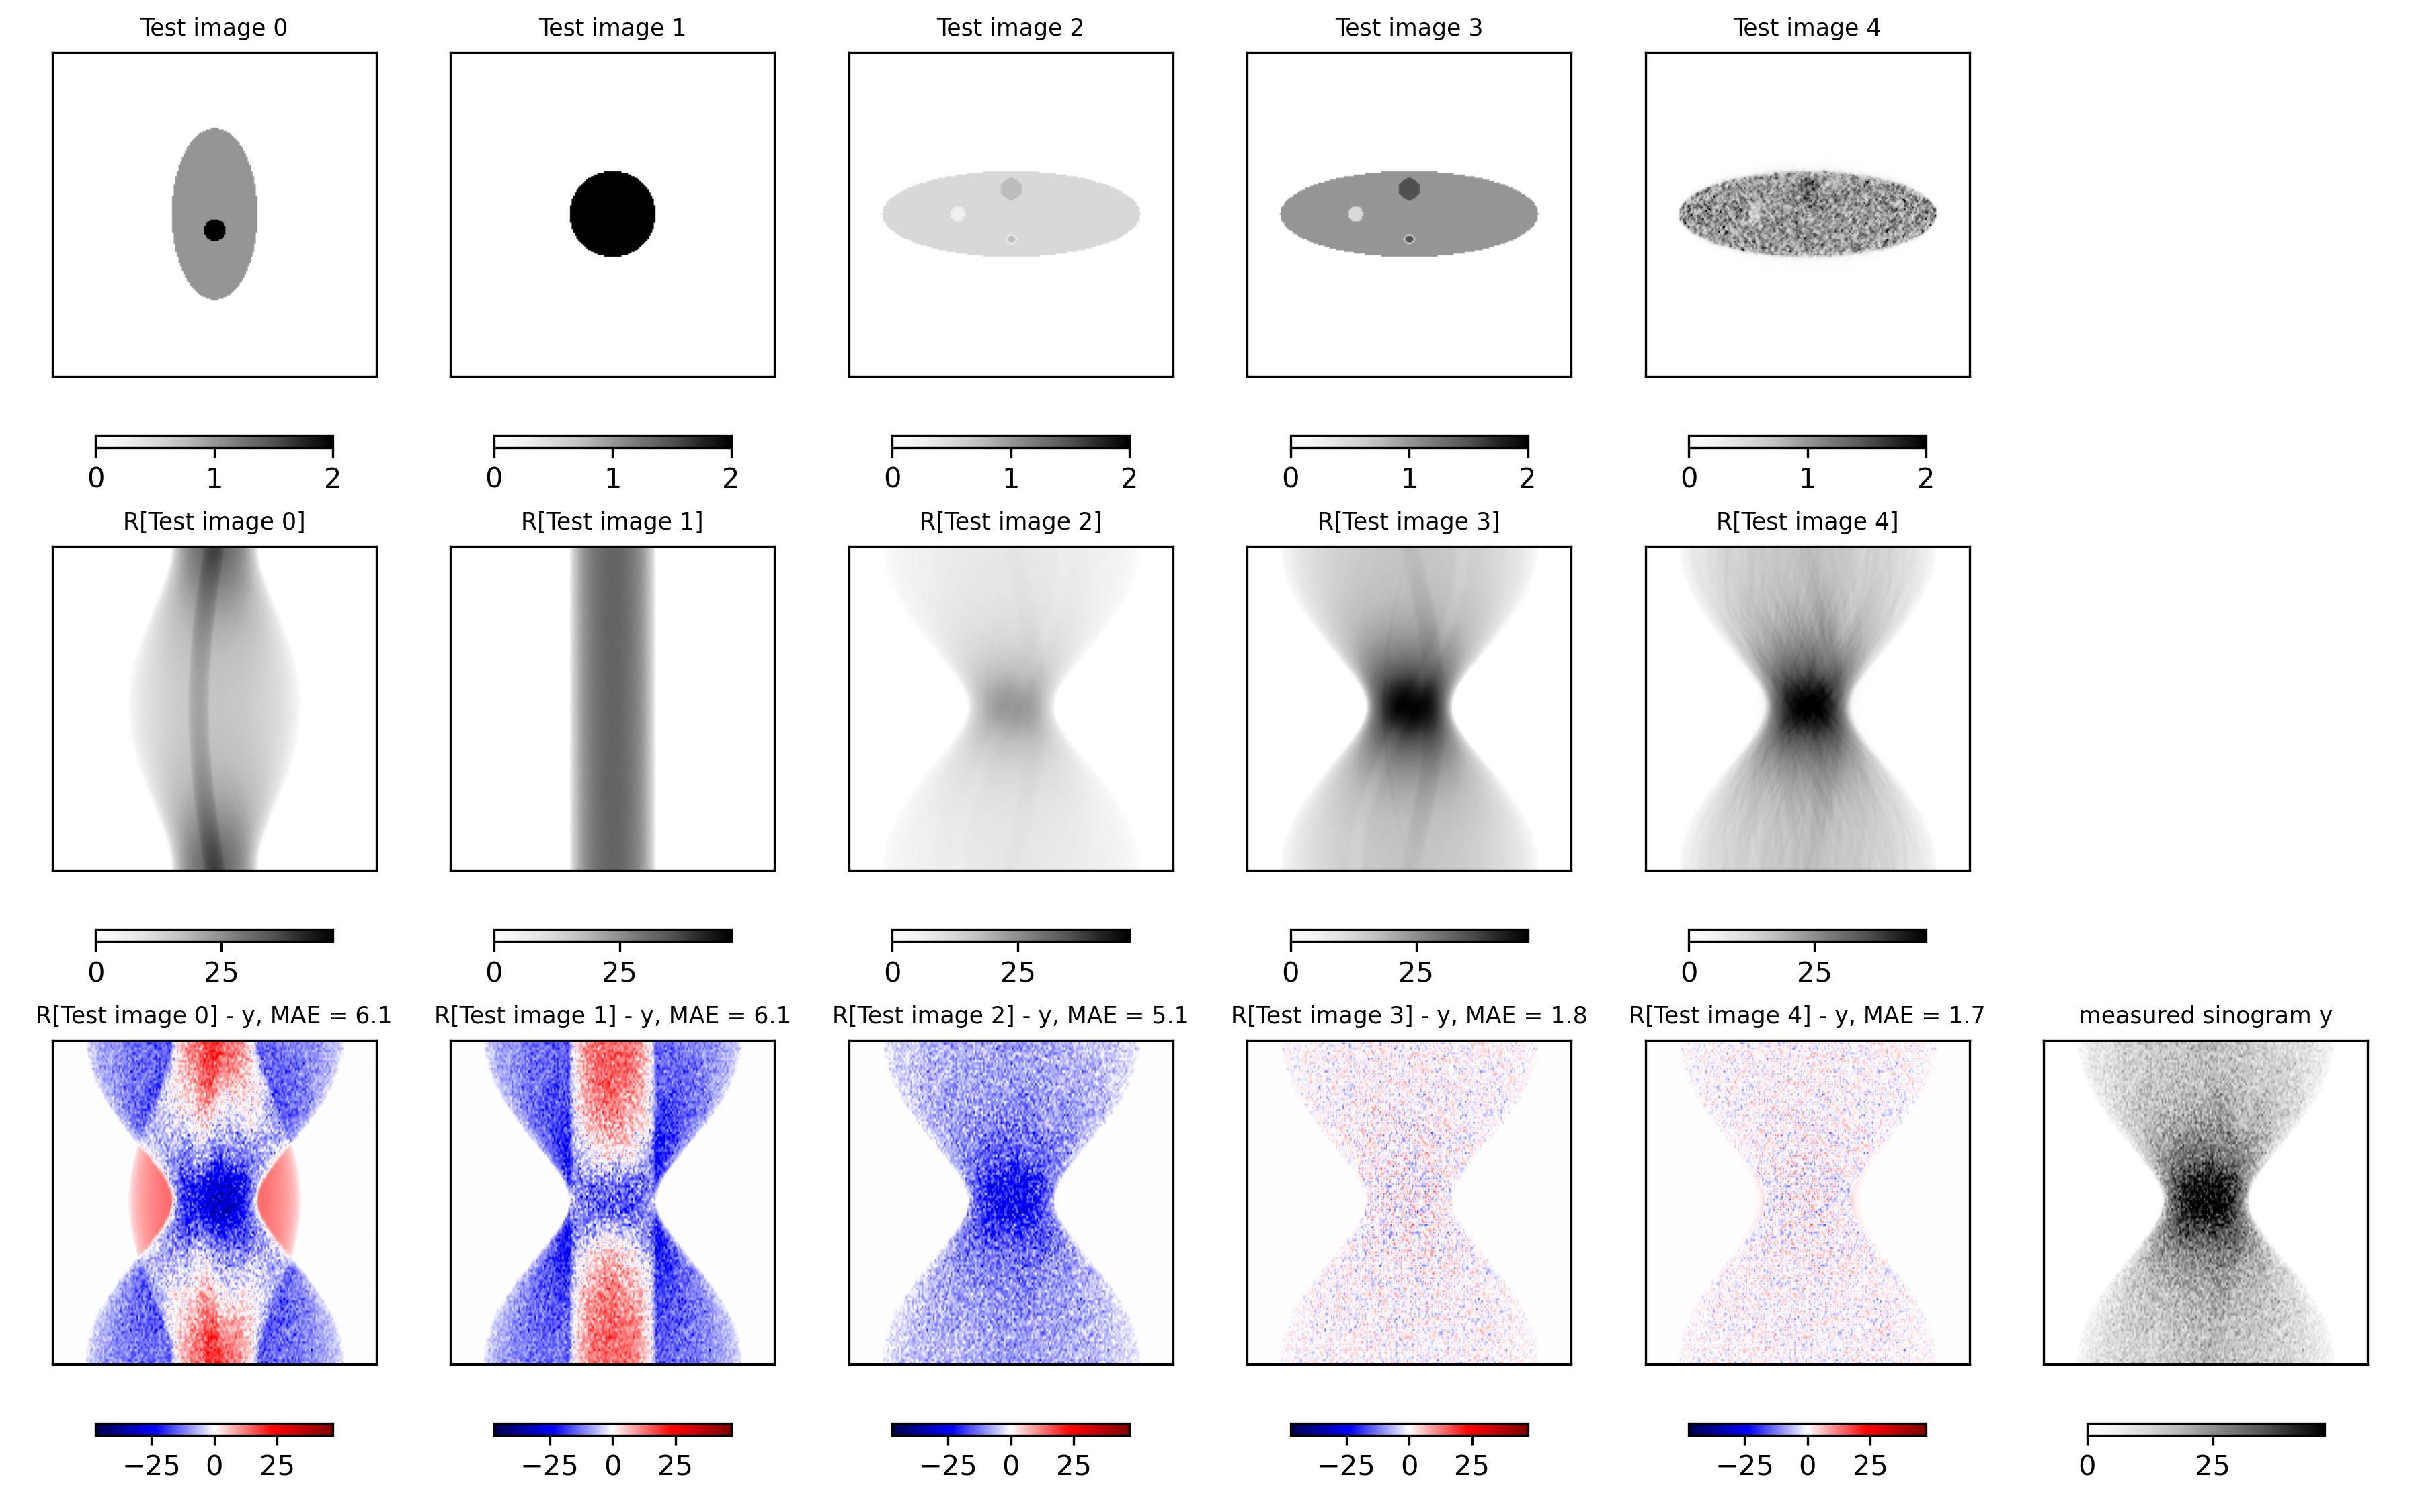 Test image 0 Test image 1 Test image 2 Test image 3 Test image 4
0 1 2 0 1 2 0 1 2 0 1 2 0 1 2
R[Test image 0] R[Test image 1] R[Test image 2] R[Test image 3] R[Test image 4]
0 25 0 25 0 25 0 25 0 25
R[Test image 0] - y, MAE = 6.1 R[Test image 1] - y, MAE = 6.1 R[Test image 2] - y, MAE = 5.1 R[Test image 3] - y, MAE = 1.8 R[Test image 4] - y, MAE = 1.7 measured sinogram y
−25 0 25 −25 0 25 −25 0 25 −25 0 25 −25 0 25 0 25